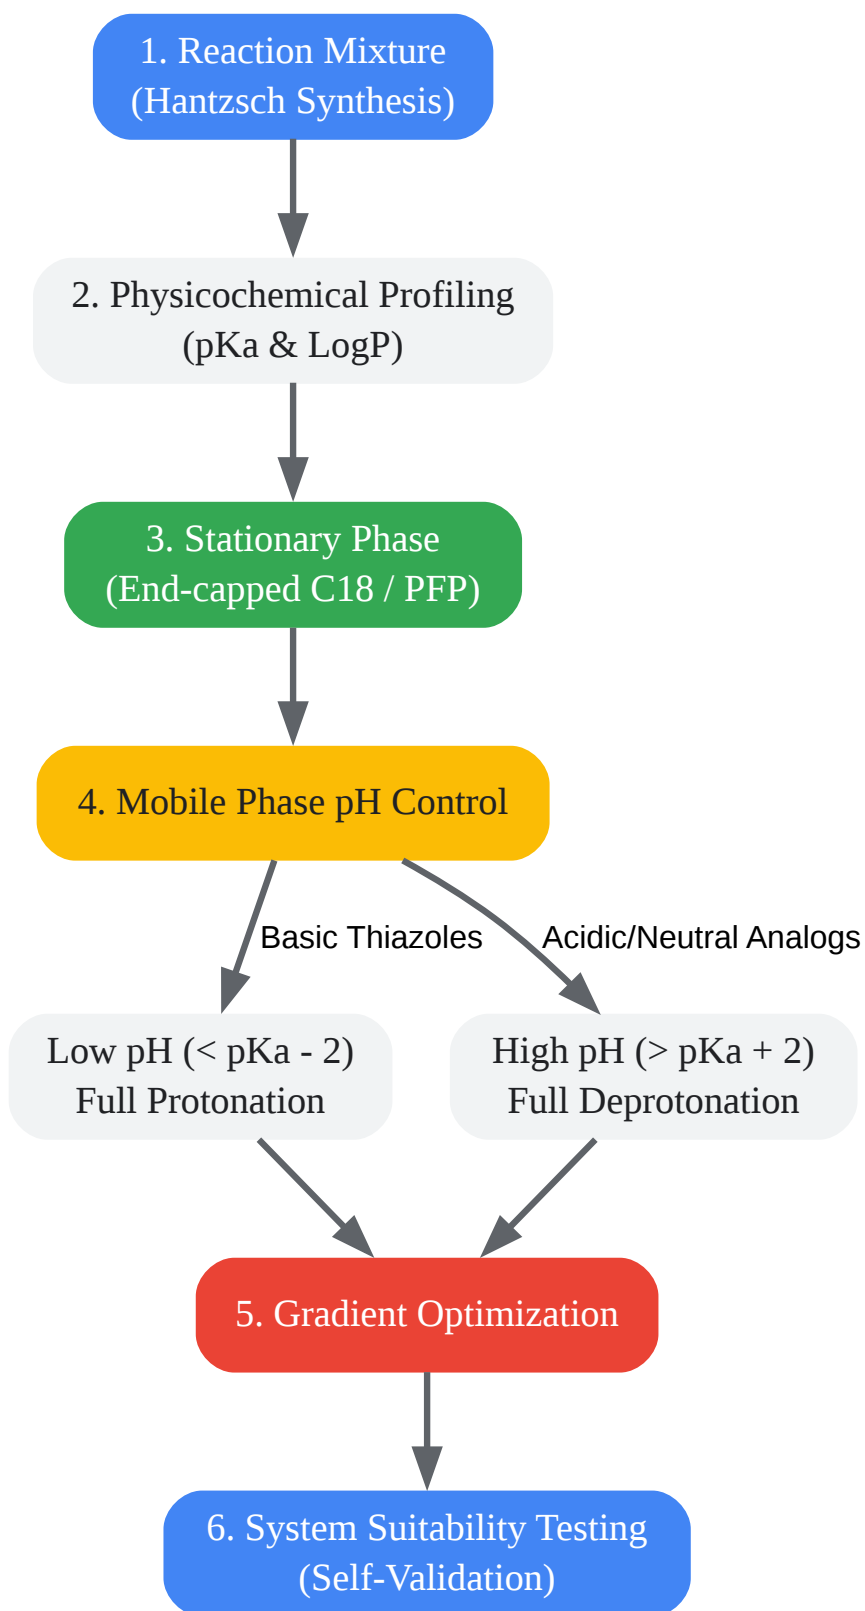 1. Reaction Mixture
(Hantzsch Synthesis)
2. Physicochemical Profiling
(pKa & LogP)
3. Stationary Phase
(End-capped C18 / PFP)
4. Mobile Phase pH Control
Basic Thiazoles
Acidic/Neutral Analogs
Low pH (< pKa - 2)
Full Protonation
High pH (> pKa + 2)
Full Deprotonation
5. Gradient Optimization
6. System Suitability Testing
(Self-Validation)